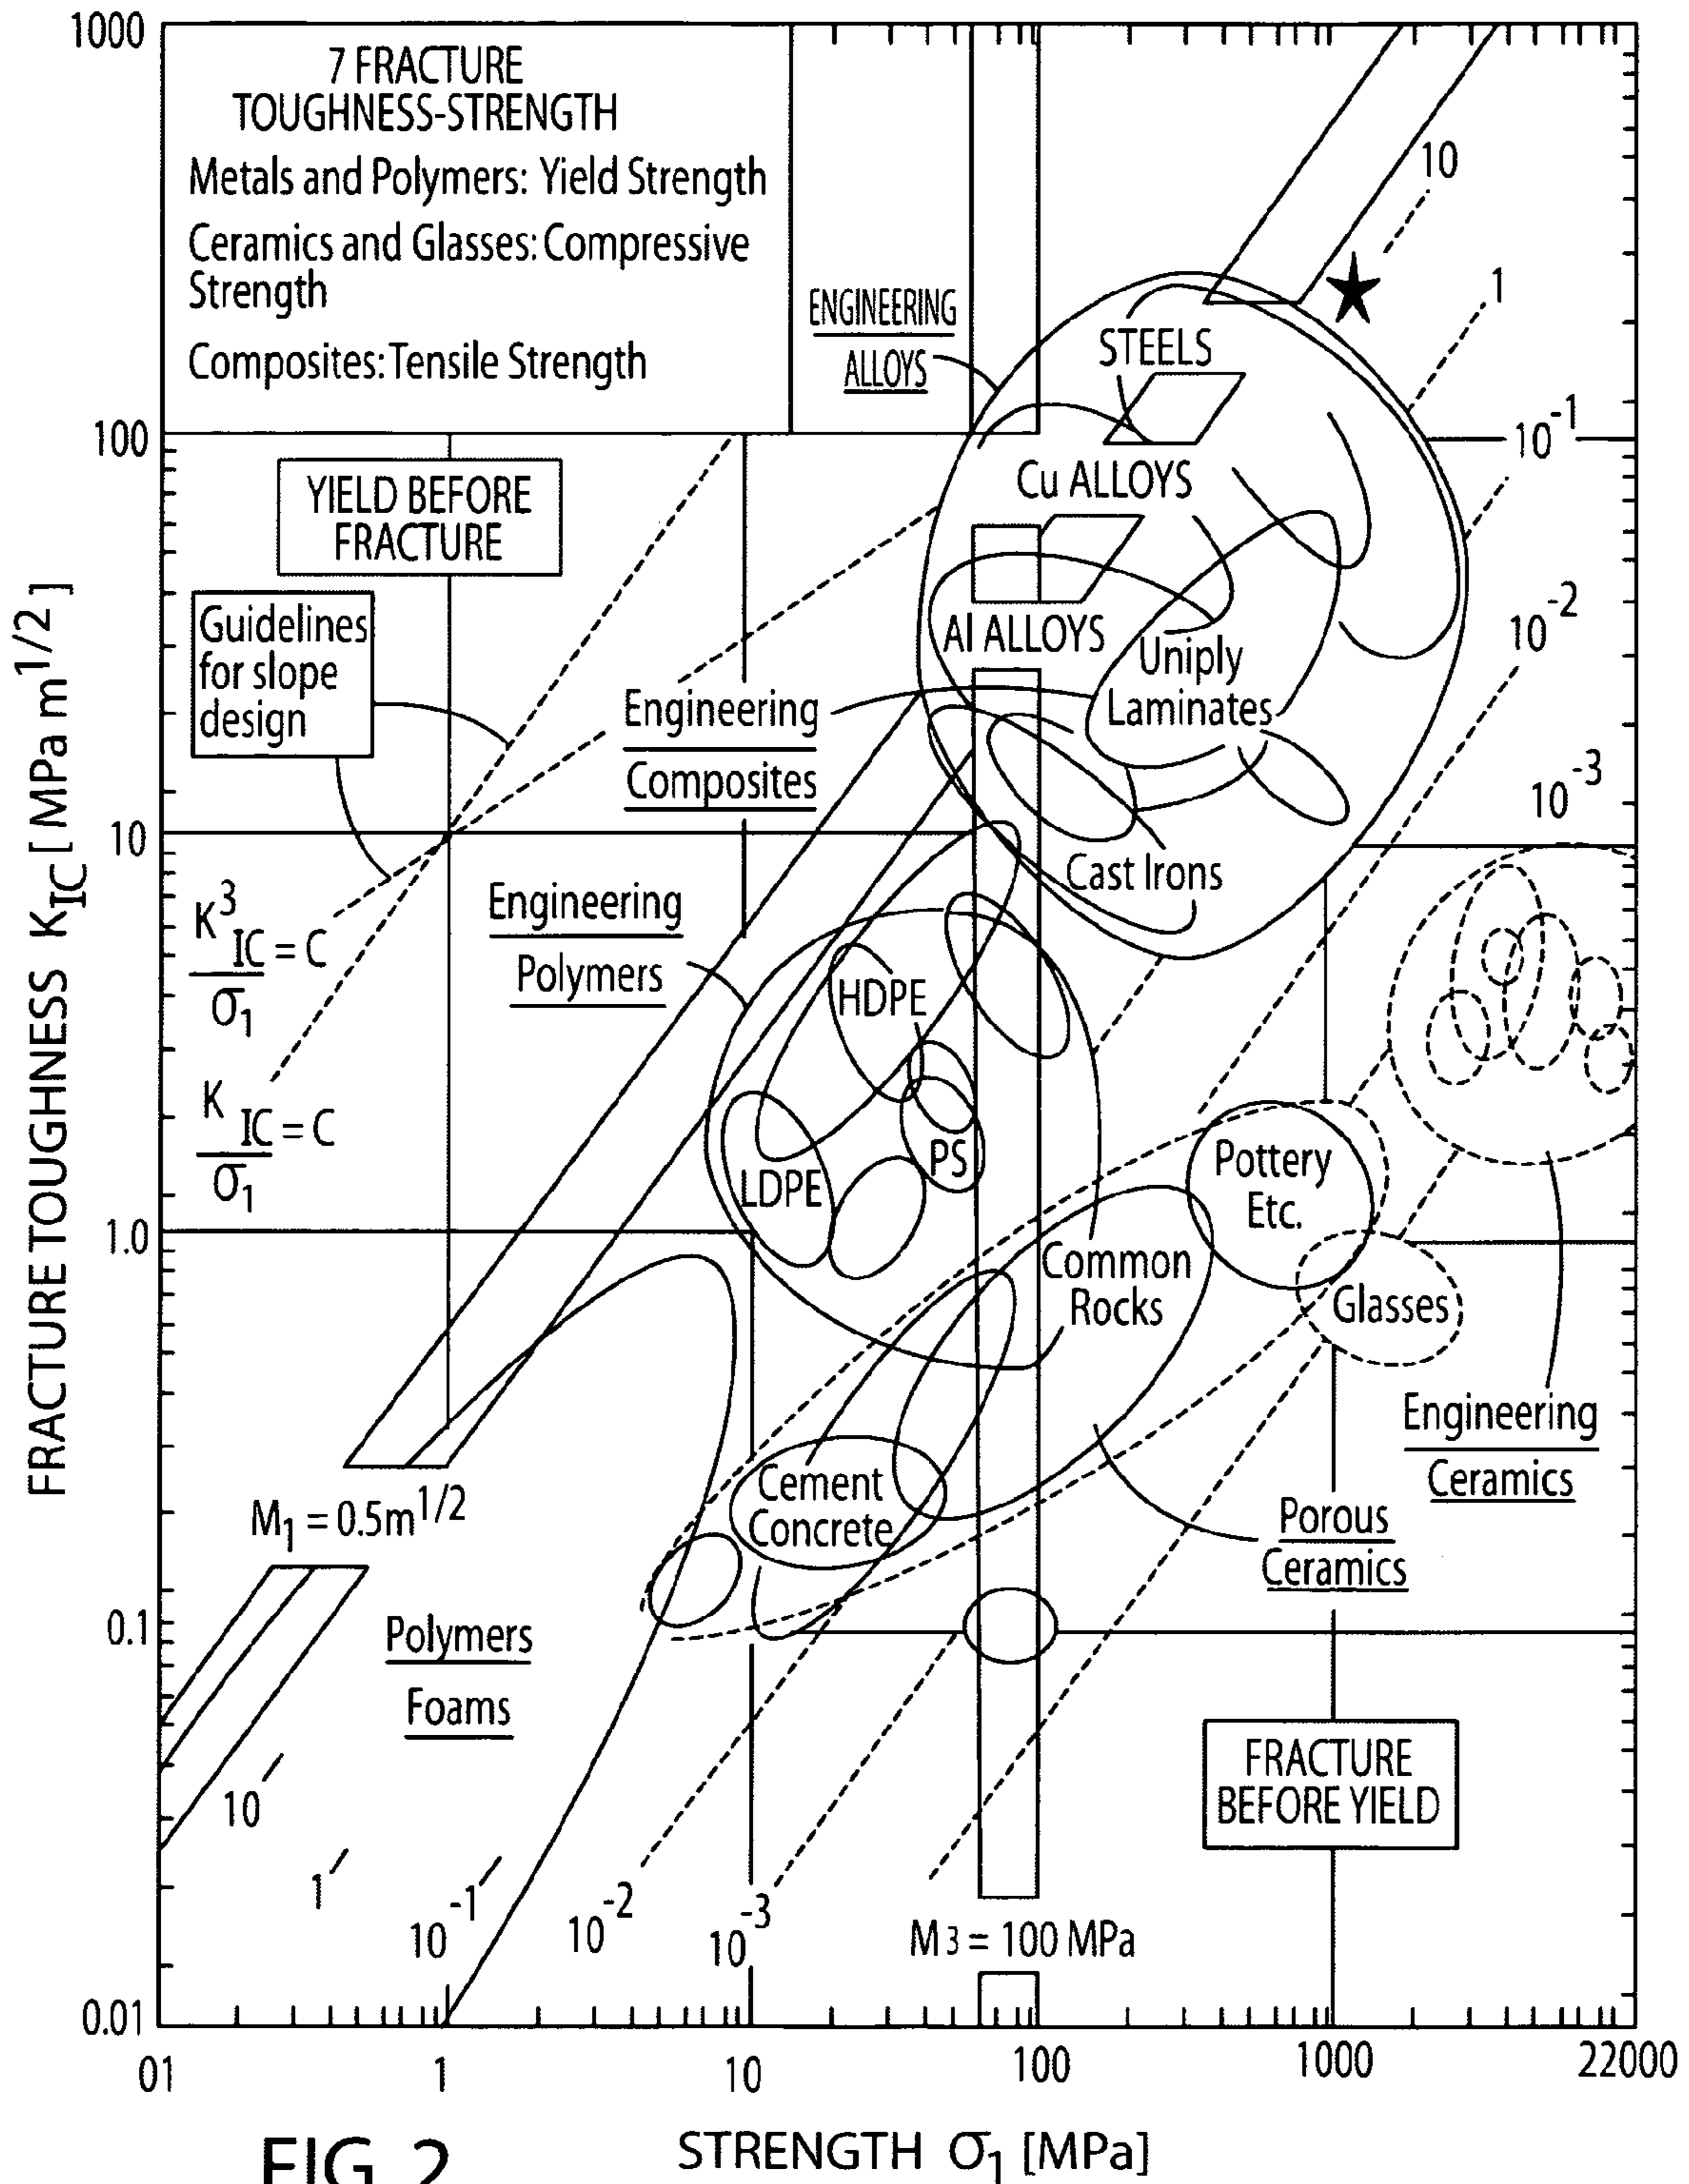 1000
7 FRACTURE
TOUGHNESS-STRENGTH
Metals and Polymers: Yield Strength
Ceramics and Glasses: Compressive
Strength
Composites: Tensile Strength
ENGINEERING
ALLOYS
10
1
STEELS
100
10-1
YIELD BEFORE
FRACTURE
Cu ALLOYS
Guidelines
for slope
design
Al ALLOYS
10-2
Uniply
Laminates
Engineering
Composites
10-3
10
Cast Irons
Engineering
Polymers
K3IC = C
σ1
HDPE
KIC = C
σ1
PS
LDPE
Pottery
Etc.
1.0
Common
Rocks
Glasses
Engineering
Ceramics
Cement
Concrete
Porous
Ceramics
M1 = 0.5m1/2
0.1
Polymers
Foams
FRACTURE
BEFORE YIELD
10
1
10-1
10-2
10-3
M3 = 100 MPa
0.01
01
1
10
100
1000
22000
FRACTURE TOUGHNESS KIC [MPa m1/2]
STRENGTH σ1 [MPa]
FIG. 2